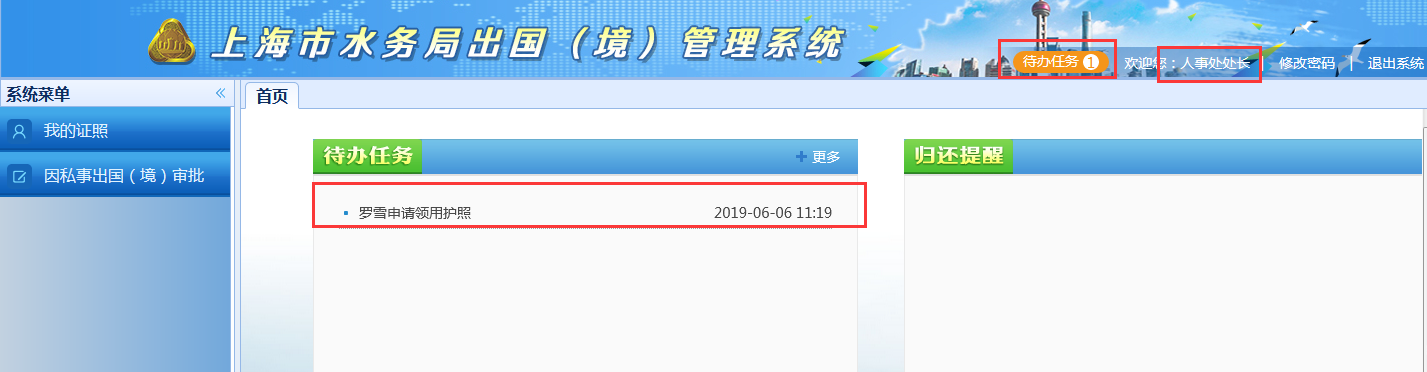 上海市水务局出国（境）管理系统
待办任务 1 欢迎您：人事处处长 | 修改密码 | 退出系统
系统菜单 «
首页
我的证照
因私事出国（境）审批
待办任务
+ 更多
归还提醒
罗雪申请领用护照 2019-06-06 11:19